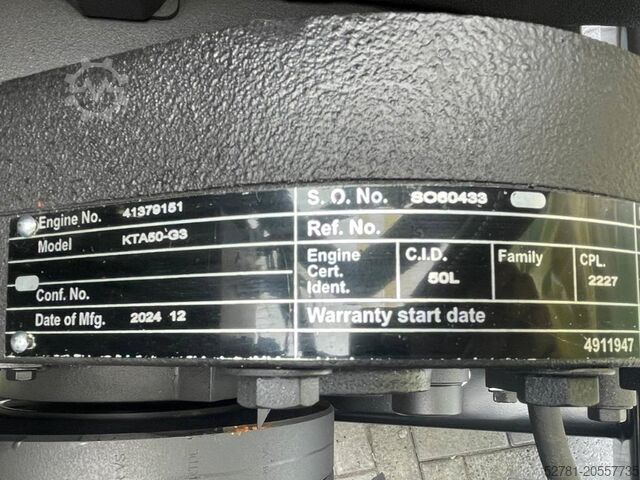 Engine No. 41379151
Model KTA50-G3
Conf. No.
Date of Mfg. 2024 12
S. O. No. SO60433
Ref. No.
Engine Cert. Ident.
C.I.D. 50L
Family
CPL. 2227
Warranty start date
4911947
52781-20557735